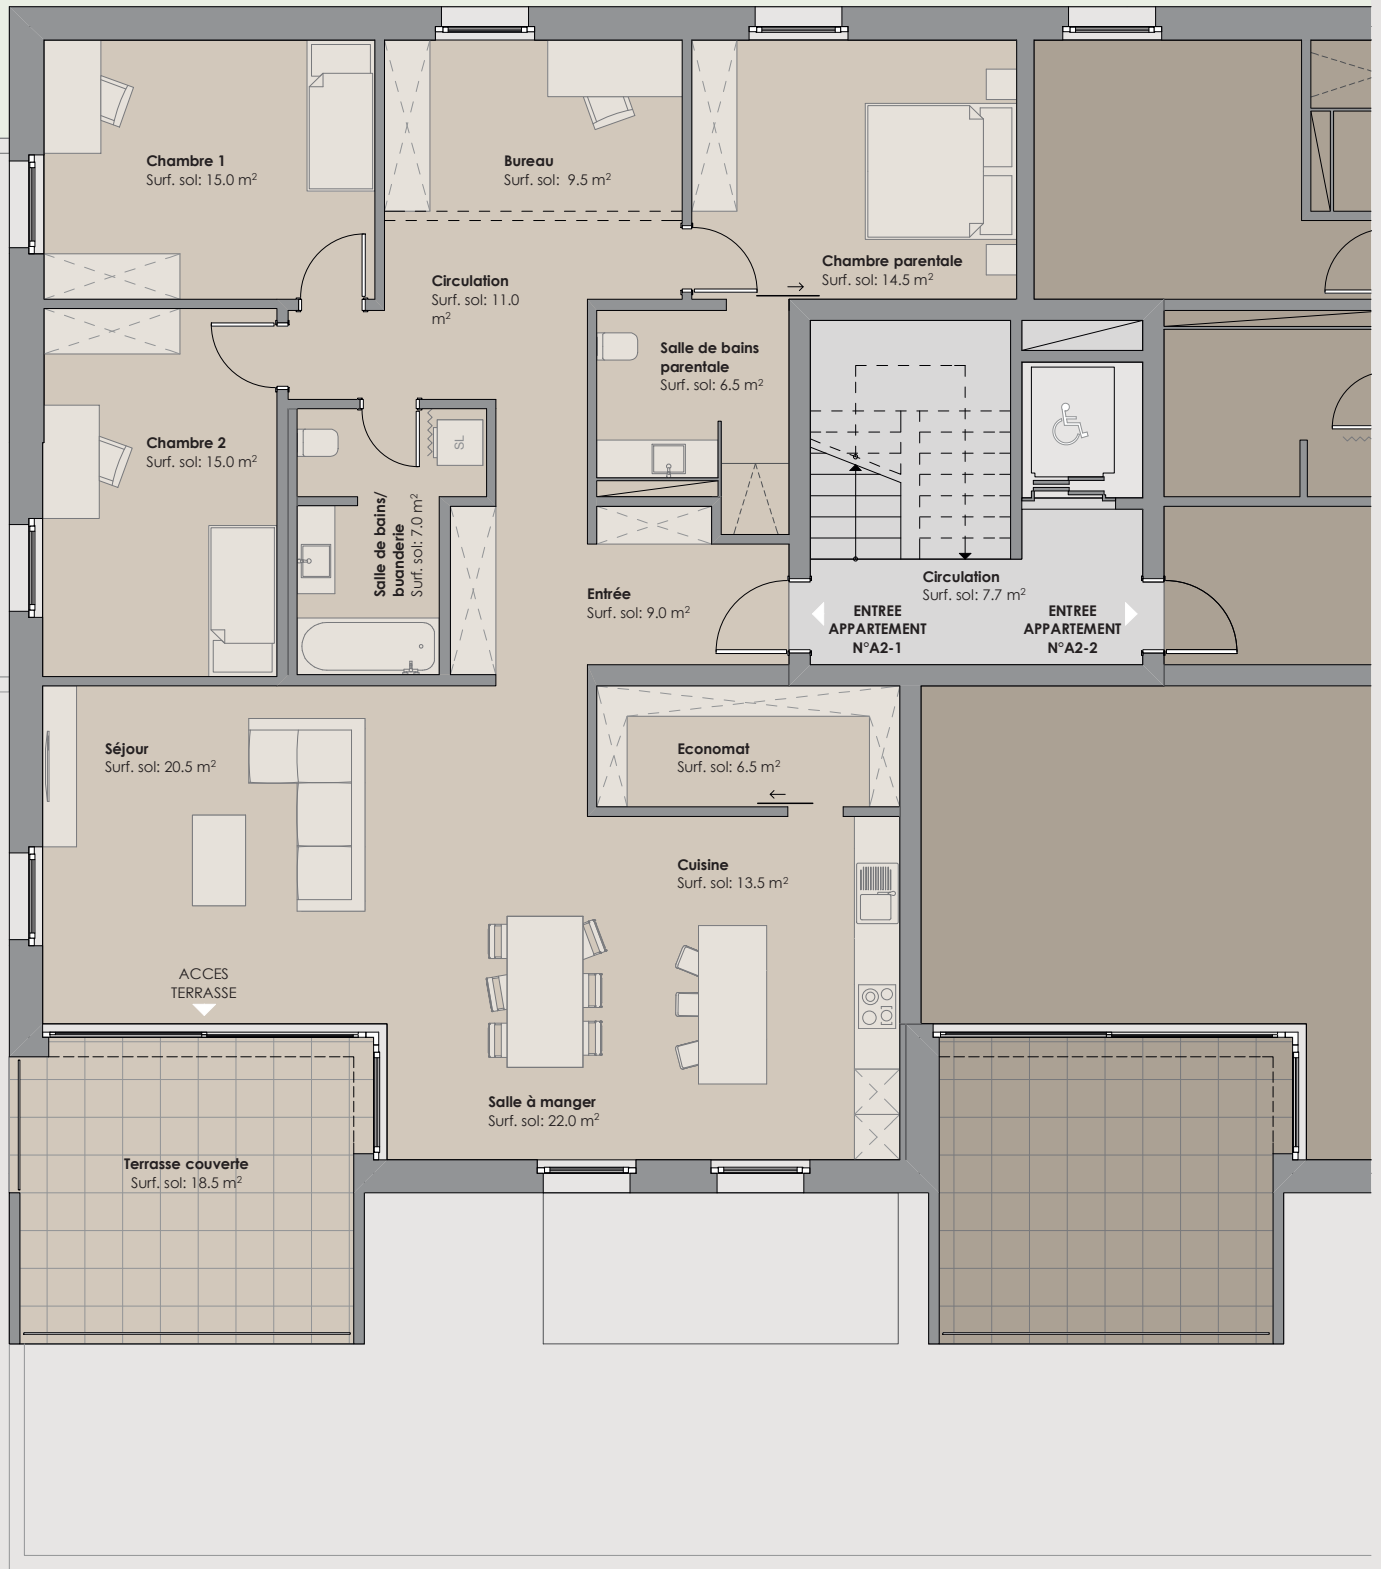 Chambre 1
Surf. sol: 15.0 m²
Bureau
Surf. sol:  9.5 m²
Chambre parentale
Surf. sol: 14.5 m²
Circulation
Surf. sol: 11.0
m²
Salle de bains
parentale
Surf. sol: 6.5 m²
Chambre 2
Surf. sol: 15.0 m²
SL
Salle de bains/
buanderie
Surf. sol: 7.0 m²
Entrée
Surf. sol: 9.0 m²
Circulation
Surf. sol: 7.7 m²
ENTREE
APPARTEMENT
N°A2-1
ENTREE
APPARTEMENT
N°A2-2
Séjour
Surf. sol: 20.5 m²
Economat
Surf. sol: 6.5 m²
Cuisine
Surf. sol: 13.5 m²
ACCES
TERRASSE
Salle à manger
Surf. sol: 22.0 m²
Terrasse couverte
Surf. sol: 18.5 m²